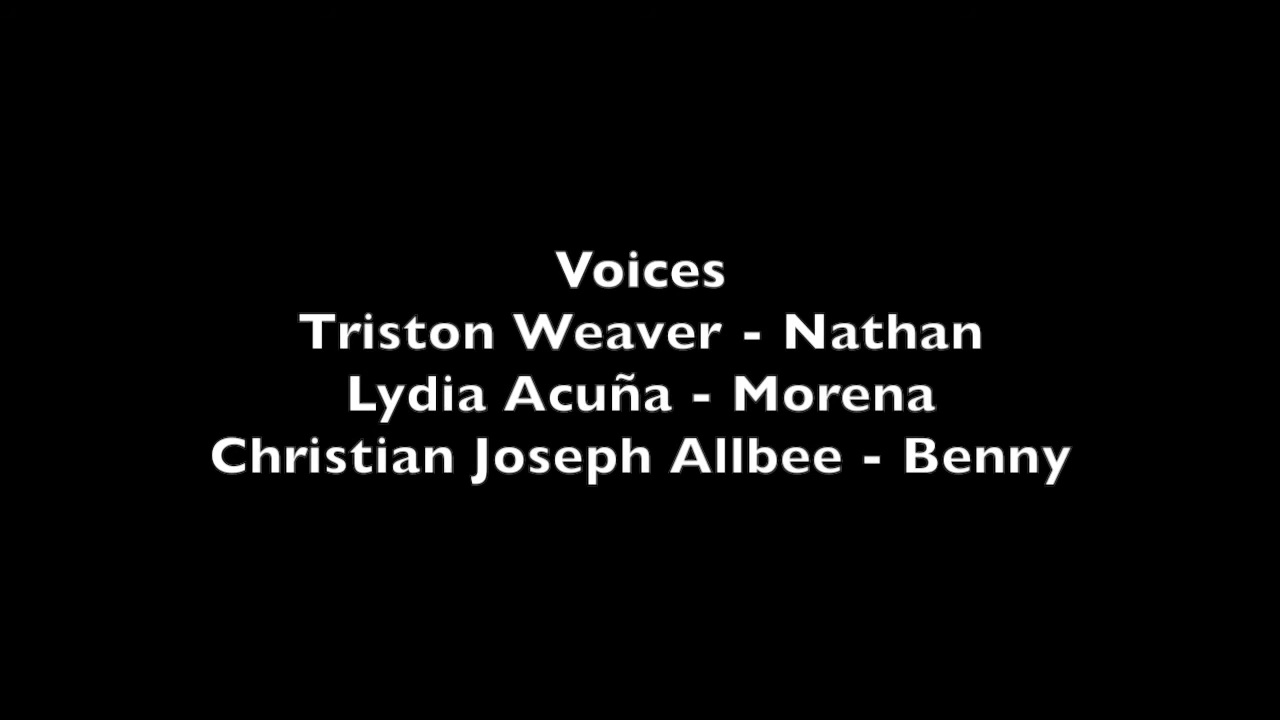 Voices
Triston Weaver - Nathan
Lydia Acuña - Morena
Christian Joseph Allbee - Benny